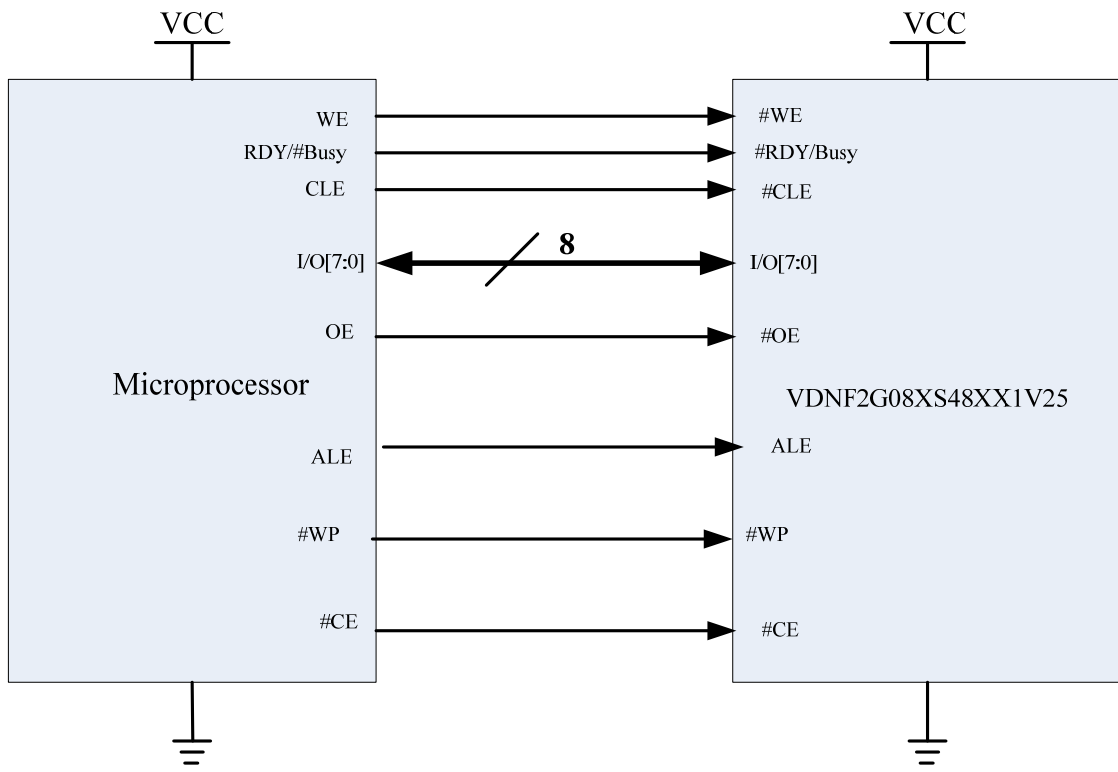 VCC
VCC
WE
#WE
RDY/#Busy
#RDY/Busy
CLE
#CLE
8
I/O[7:0]
I/O[7:0]
OE
#OE
Microprocessor
VDNF2G08XS48XX1V25
ALE
ALE
#WP
#WP
#CE
#CE